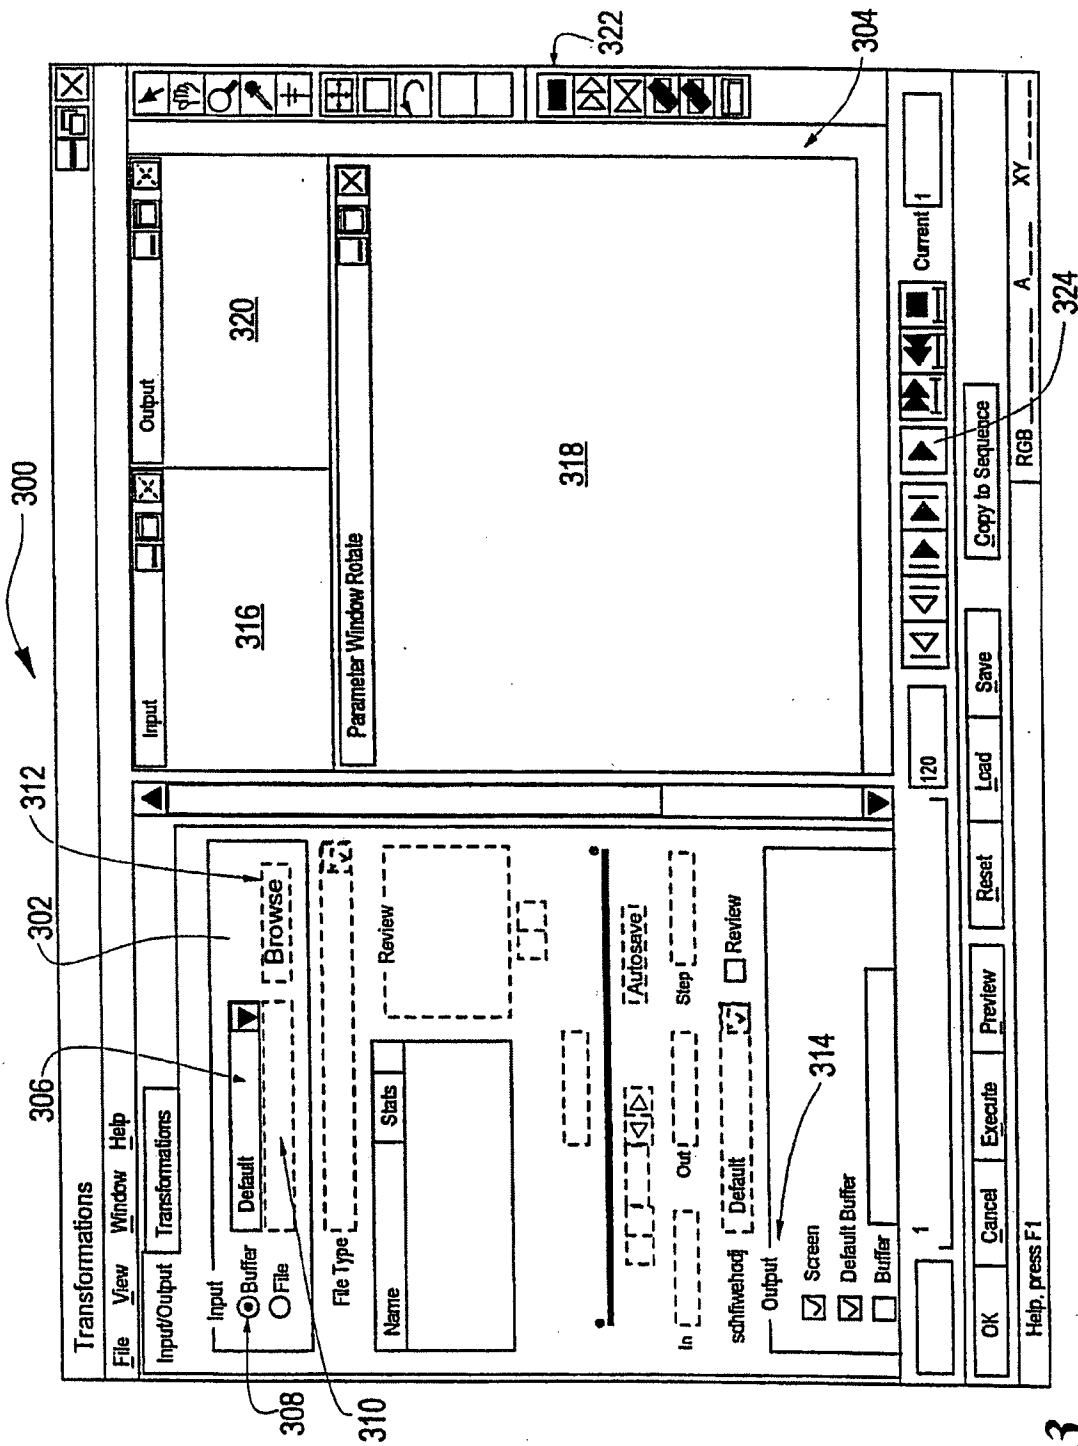 300
Transformations
File View Window Help
Input/Output Transformations
306
302
312
Input
Buffer
Default
File
Browse
308
310
File Type
Name Stats
Review
Autosave
In Out Step
sdhfiwehodj Default Review
Output
314
Screen
Default Buffer
Buffer
Input
316
Output
320
Parameter Window Rotate
318
322
304
1
120
Current 1
324
OK Cancel Execute Preview Reset Load Save Copy to Sequence
Help, press F1
RGB A XY
3